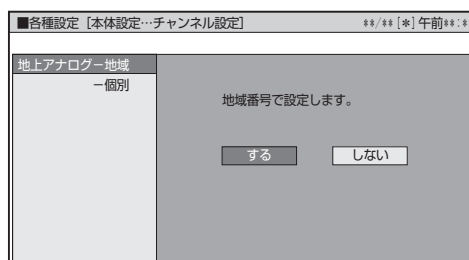 ■各種設定［本体設定…チャンネル設定］
**/**[*]午前**:*
地上アナログー地域
ー個別
地域番号で設定します。
する
しない